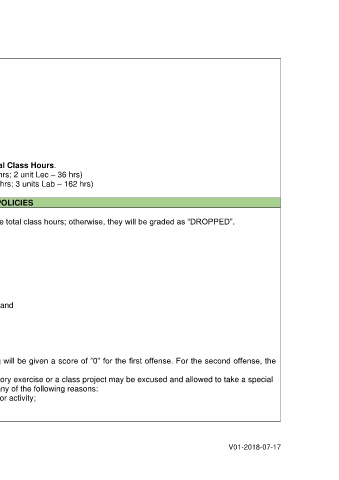 al Class Hours.
hrs; 2 unit Lec – 36 hrs)
hrs; 3 units Lab – 162 hrs)
POLICIES
e total class hours; otherwise, they will be graded as "DROPPED".
and
will be given a score of "0" for the first offense. For the second offense, the
ory exercise or a class project may be excused and allowed to take a special
any of the following reasons:
or activity;
V01-2018-07-17